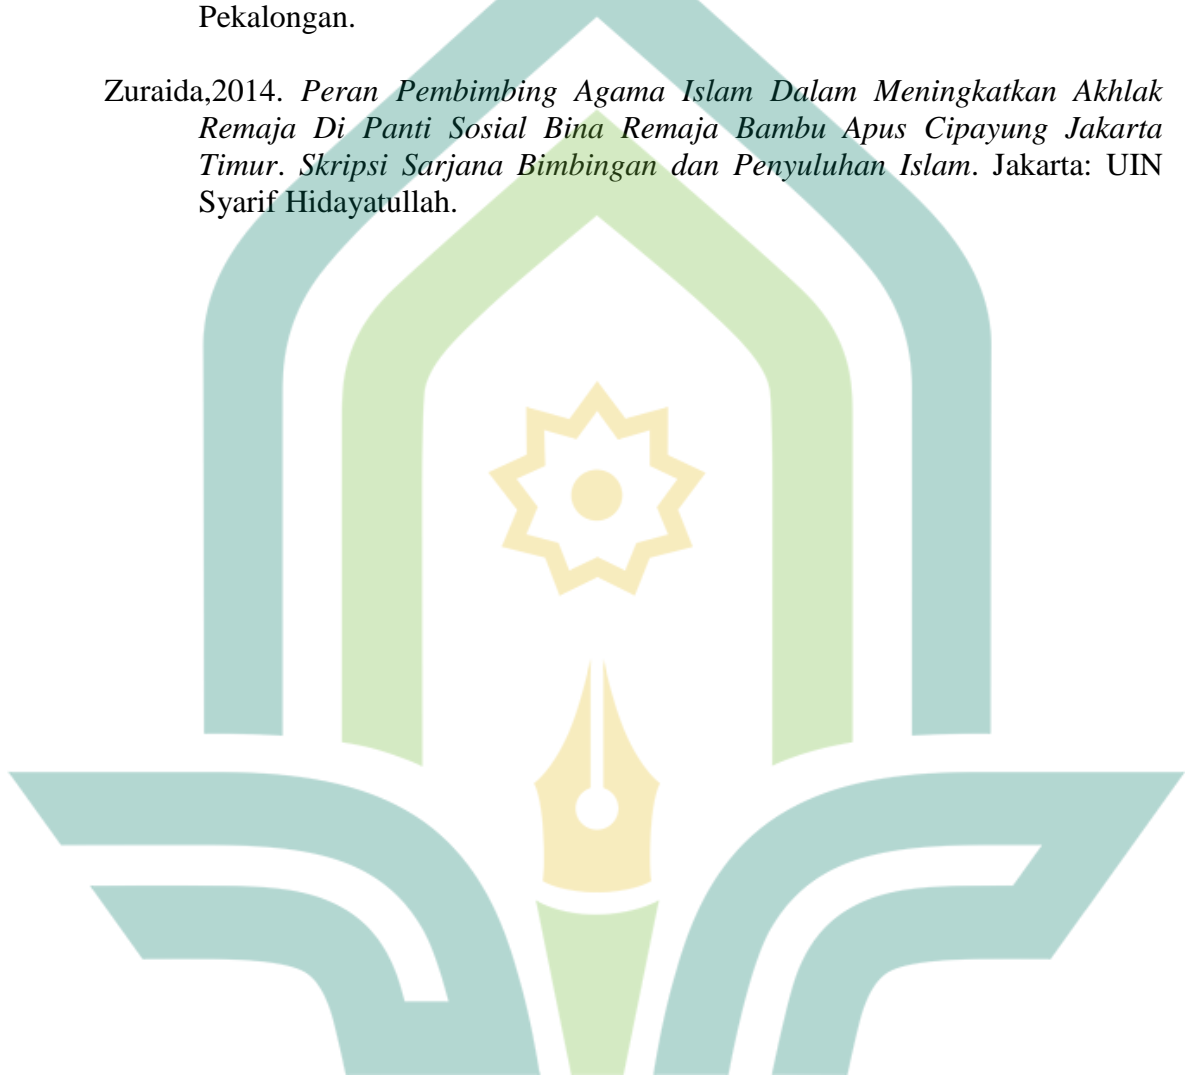 Pekalongan.
Zuraida,2014. Peran Pembimbing Agama Islam Dalam Meningkatkan Akhlak
Remaja Di Panti Sosial Bina Remaja Bambu Apus Cipayung Jakarta
Timur. Skripsi Sarjana Bimbingan dan Penyuluhan Islam. Jakarta: UIN
Syarif Hidayatullah.